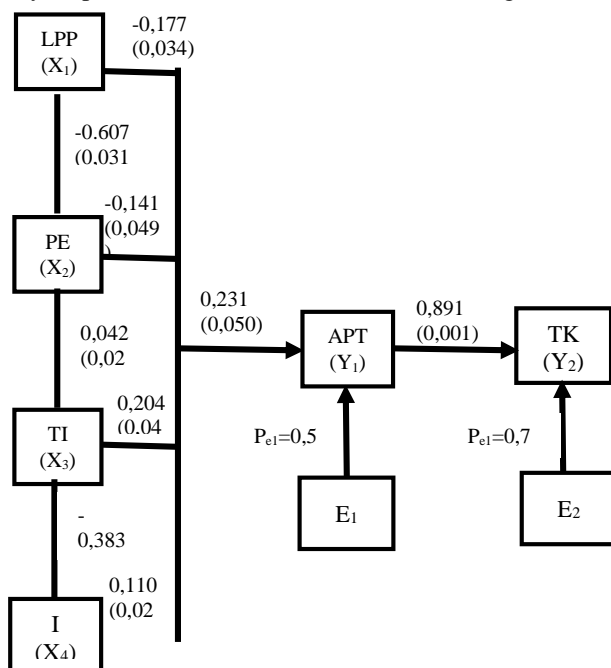 -0,177
(0,034)
LPP
(X₁)
-0.607
(0,031
-0,141
(0,049
)
PE
(X₂)
0,231
(0,050)
0,891
(0,001)
APT
(Y₁)
TK
(Y₂)
0,042
(0,02
0,204
(0,04
TI
(X₃)
Pₑ₁=0,5
Pₑ₁=0,7
E₁
E₂
-
0,383
0,110
(0,02
I
(X₄)